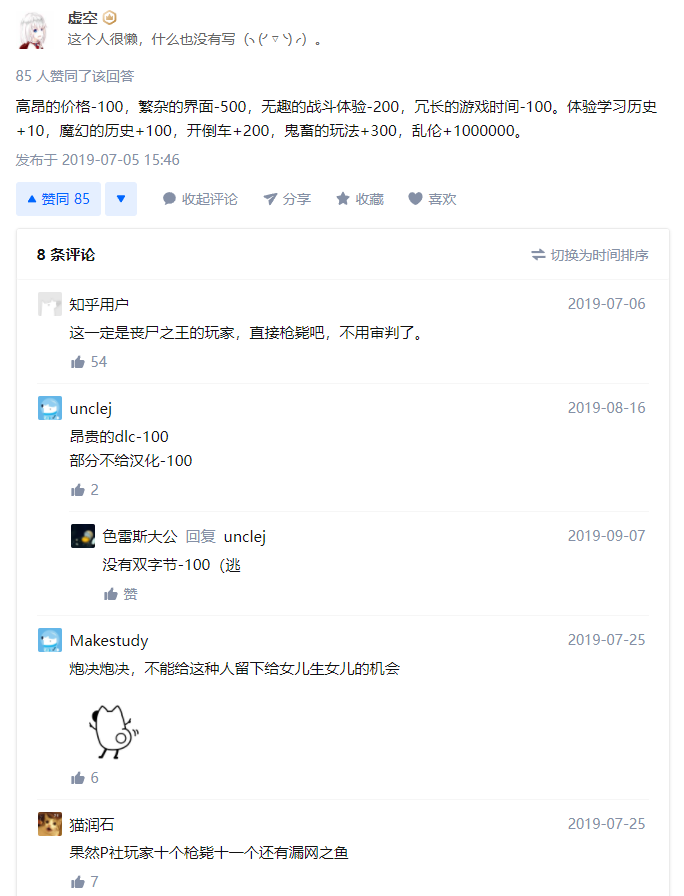 虚空
这个人很懒，什么也没有写（╮(╯▽╰)╭）。
85 人赞同了该回答
高昂的价格-100，繁杂的界面-500，无趣的战斗体验-200，冗长的游戏时间-100。体验学习历史
+10，魔幻的历史+100，开倒车+200，鬼畜的玩法+300，乱伦+1000000。
发布于 2019-07-05 15:46
赞同 85 收起评论 分享 收藏 喜欢
8 条评论 切换为时间排序
知乎用户 2019-07-06
这一定是丧尸之王的玩家，直接枪毙吧，不用审判了。
54
unclej 2019-08-16
昂贵的dlc-100
部分不给汉化-100
2
色雷斯大公 回复 unclej 2019-09-07
没有双字节-100（逃
赞
Makestudy 2019-07-25
炮决炮决，不能给这种人留下给女儿生女儿的机会
6
猫润石 2019-07-25
果然P社玩家十个枪毙十一个还有漏网之鱼
7